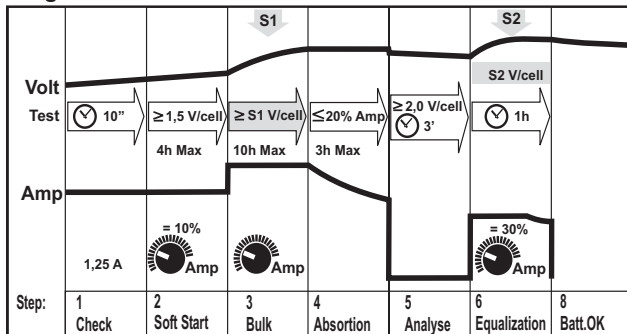 S1 S2
S2 V/cell
Volt
Test 10” ≥1,5 V/cell ≥ S1 V/cell ≤20% Amp ≥2,0 V/cell 3’ 1h
4h Max 10h Max 3h Max
Amp
= 10% = 30%
1,25 A Amp Amp Amp
Step: 1 2 3 4 5 6 8
Check Soft Start Bulk Absortion Analyse Equalization Batt.OK